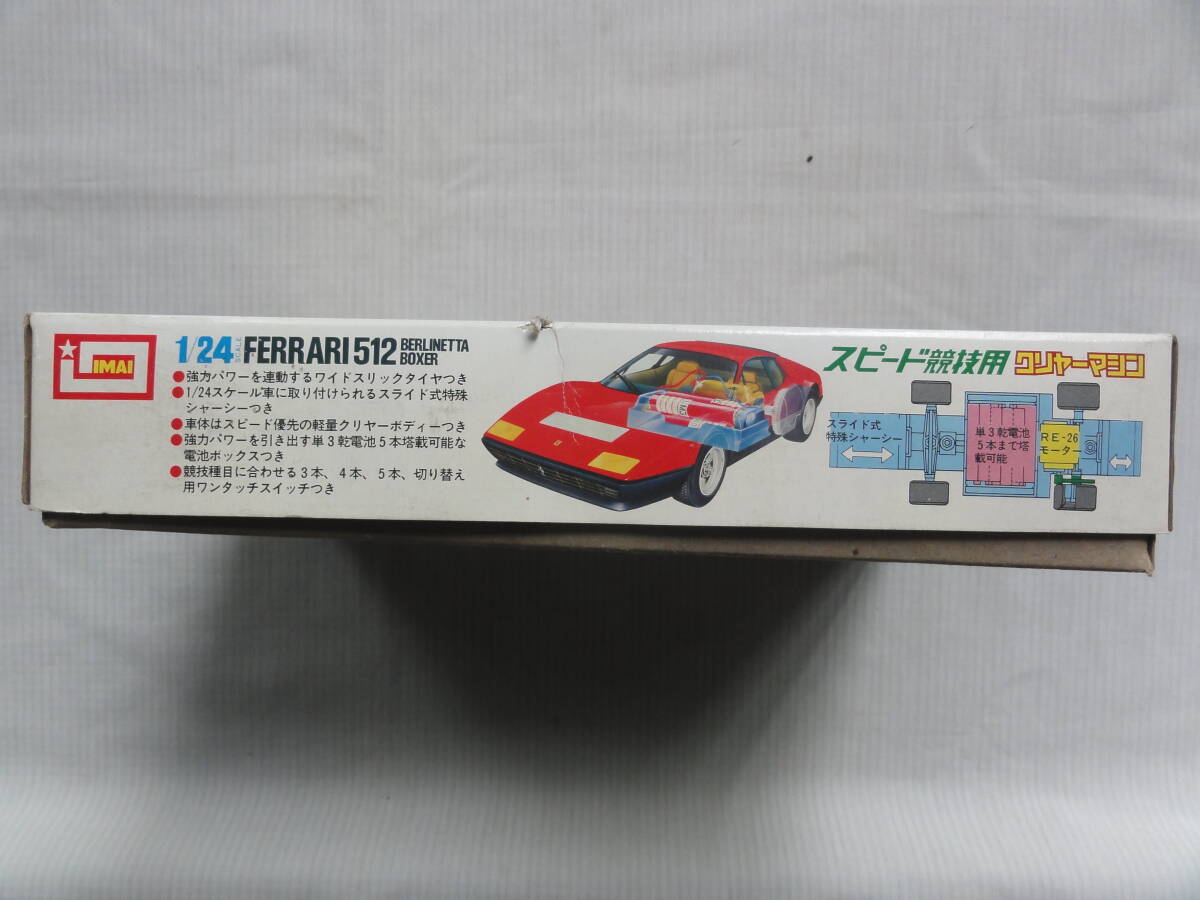 IMAI
1/24 SCALE FERRARI 512 BERLINETTA BOXER
●強力パワーを連動するワイドスリックタイヤつき
●1/24スケール車に取り付けられるスライド式特殊
シャーシーつき
●車体はスピード優先の軽量クリヤーボディーつき
●強力パワーを引き出す単3乾電池5本塔載可能な
電池ボックスつき
●競技種目に合わせる3本、4本、5本、切り替え
用ワンタッチスイッチつき
スピード競技用 クリヤーマシン
スライド式
特殊シャーシー
単3乾電池
5本まで塔
載可能
RE-26
モーター